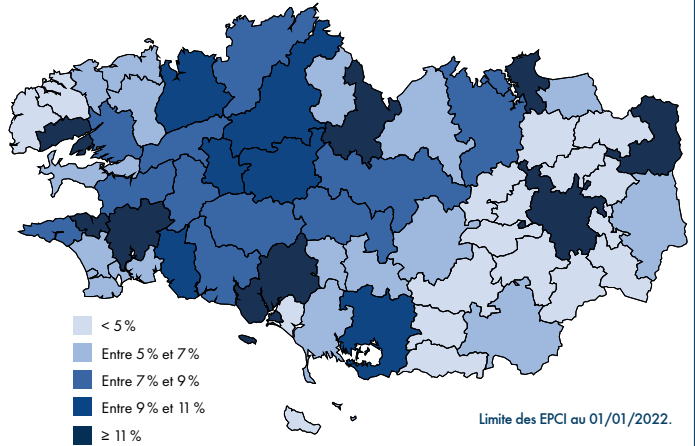 < 5 %
Entre 5 % et 7 %
Entre 7 % et 9 %
Entre 9 % et 11 %
≥ 11 %
Limite des EPCI au 01/01/2022.